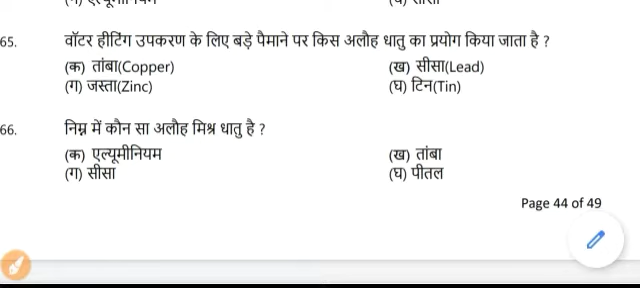 65. वॉटर हीटिंग उपकरण के लिए बड़े पैमाने पर किस अलौह धातु का प्रयोग किया जाता है ?
(क) तांबा(Copper) (ख) सीसा(Lead)
(ग) जस्ता(Zinc) (घ) टिन(Tin)
66. निम्न में कौन सा अलौह मिश्र धातु है ?
(क) एल्यूमीनियम (ख) तांबा
(ग) सीसा (घ) पीतल
Page 44 of 49